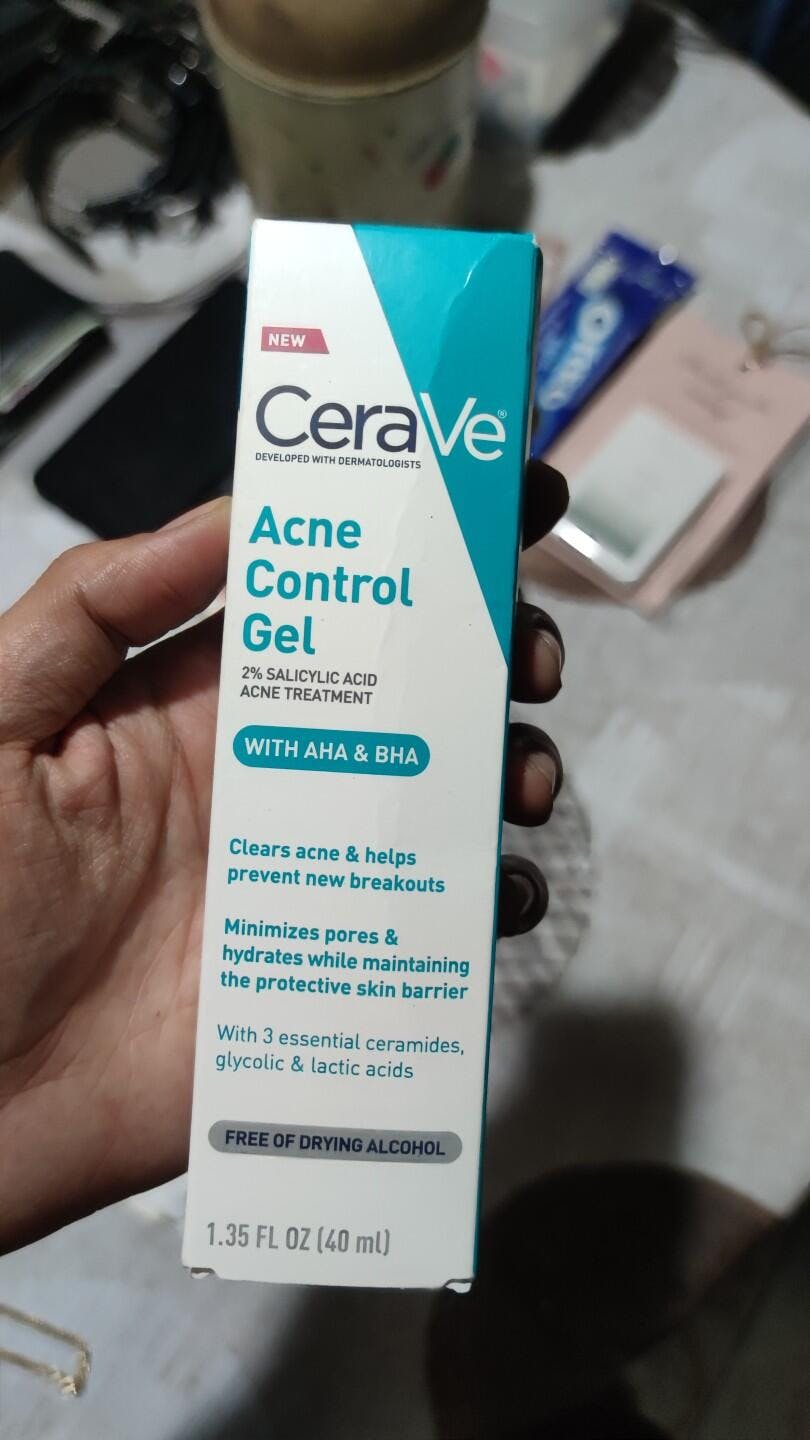 NEW
CeraVe®
DEVELOPED WITH DERMATOLOGISTS
Acne
Control
Gel
2% SALICYLIC ACID
ACNE TREATMENT
WITH AHA & BHA
Clears acne & helps
prevent new breakouts
Minimizes pores &
hydrates while maintaining
the protective skin barrier
With 3 essential ceramides,
glycolic & lactic acids
FREE OF DRYING ALCOHOL
1.35 FL OZ (40 ml)
OREO